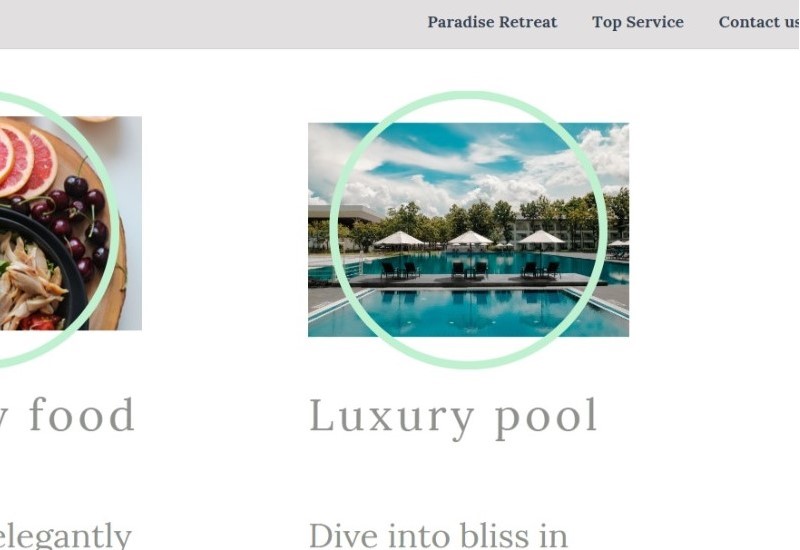 Paradise Retreat Top Service Contact us
food
Luxury pool
elegantly
Dive into bliss in